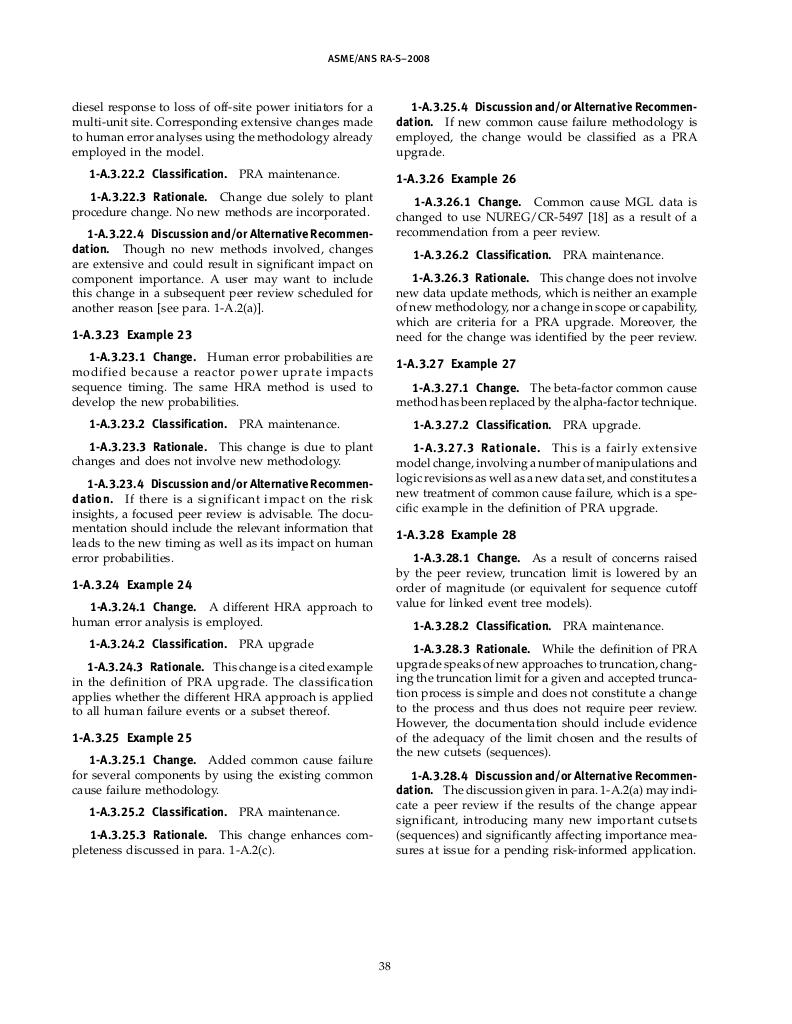 ASME/ANS RA-S–2008
diesel response to loss of off-site power initiators for a
multi-unit site. Corresponding extensive changes made
to human error analyses using the methodology already
employed in the model.
1-A.3.22.2 Classification. PRA maintenance.
1-A.3.22.3 Rationale. Change due solely to plant
procedure change. No new methods are incorporated.
1-A.3.22.4 Discussion and/or Alternative Recommen-
dation. Though no new methods involved, changes
are extensive and could result in significant impact on
component importance. A user may want to include
this change in a subsequent peer review scheduled for
another reason [see para. 1-A.2(a)].
1-A.3.23 Example 23
1-A.3.23.1 Change. Human error probabilities are
modified because a reactor power uprate impacts
sequence timing. The same HRA method is used to
develop the new probabilities.
1-A.3.23.2 Classification. PRA maintenance.
1-A.3.23.3 Rationale. This change is due to plant
changes and does not involve new methodology.
1-A.3.23.4 Discussion and/or Alternative Recommen-
dation. If there is a significant impact on the risk
insights, a focused peer review is advisable. The docu-
mentation should include the relevant information that
leads to the new timing as well as its impact on human
error probabilities.
1-A.3.24 Example 24
1-A.3.24.1 Change. A different HRA approach to
human error analysis is employed.
1-A.3.24.2 Classification. PRA upgrade
1-A.3.24.3 Rationale. This change is a cited example
in the definition of PRA upgrade. The classification
applies whether the different HRA approach is applied
to all human failure events or a subset thereof.
1-A.3.25 Example 25
1-A.3.25.1 Change. Added common cause failure
for several components by using the existing common
cause failure methodology.
1-A.3.25.2 Classification. PRA maintenance.
1-A.3.25.3 Rationale. This change enhances com-
pleteness discussed in para. 1-A.2(c).
1-A.3.25.4 Discussion and/or Alternative Recommen-
dation. If new common cause failure methodology is
employed, the change would be classified as a PRA
upgrade.
1-A.3.26 Example 26
1-A.3.26.1 Change. Common cause MGL data is
changed to use NUREG/CR-5497 [18] as a result of a
recommendation from a peer review.
1-A.3.26.2 Classification. PRA maintenance.
1-A.3.26.3 Rationale. This change does not involve
new data update methods, which is neither an example
of new methodology, nor a change in scope or capability,
which are criteria for a PRA upgrade. Moreover, the
need for the change was identified by the peer review.
1-A.3.27 Example 27
1-A.3.27.1 Change. The beta-factor common cause
method has been replaced by the alpha-factor technique.
1-A.3.27.2 Classification. PRA upgrade.
1-A.3.27.3 Rationale. This is a fairly extensive
model change, involving a number of manipulations and
logic revisions as well as a new data set, and constitutes a
new treatment of common cause failure, which is a spe-
cific example in the definition of PRA upgrade.
1-A.3.28 Example 28
1-A.3.28.1 Change. As a result of concerns raised
by the peer review, truncation limit is lowered by an
order of magnitude (or equivalent for sequence cutoff
value for linked event tree models).
1-A.3.28.2 Classification. PRA maintenance.
1-A.3.28.3 Rationale. While the definition of PRA
upgrade speaks of new approaches to truncation, chang-
ing the truncation limit for a given and accepted trunca-
tion process is simple and does not constitute a change
to the process and thus does not require peer review.
However, the documentation should include evidence
of the adequacy of the limit chosen and the results of
the new cutsets (sequences).
1-A.3.28.4 Discussion and/or Alternative Recommen-
dation. The discussion given in para. 1-A.2(a) may indi-
cate a peer review if the results of the change appear
significant, introducing many new important cutsets
(sequences) and significantly affecting importance mea-
sures at issue for a pending risk-informed application.
38